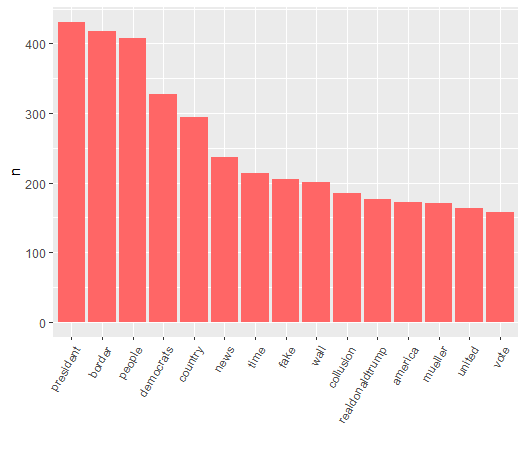 n
400
300
200
100
0
president
border
people
democrats
country
news
time
fake
wall
collusion
realdonaldtrump
america
mueller
united
vote